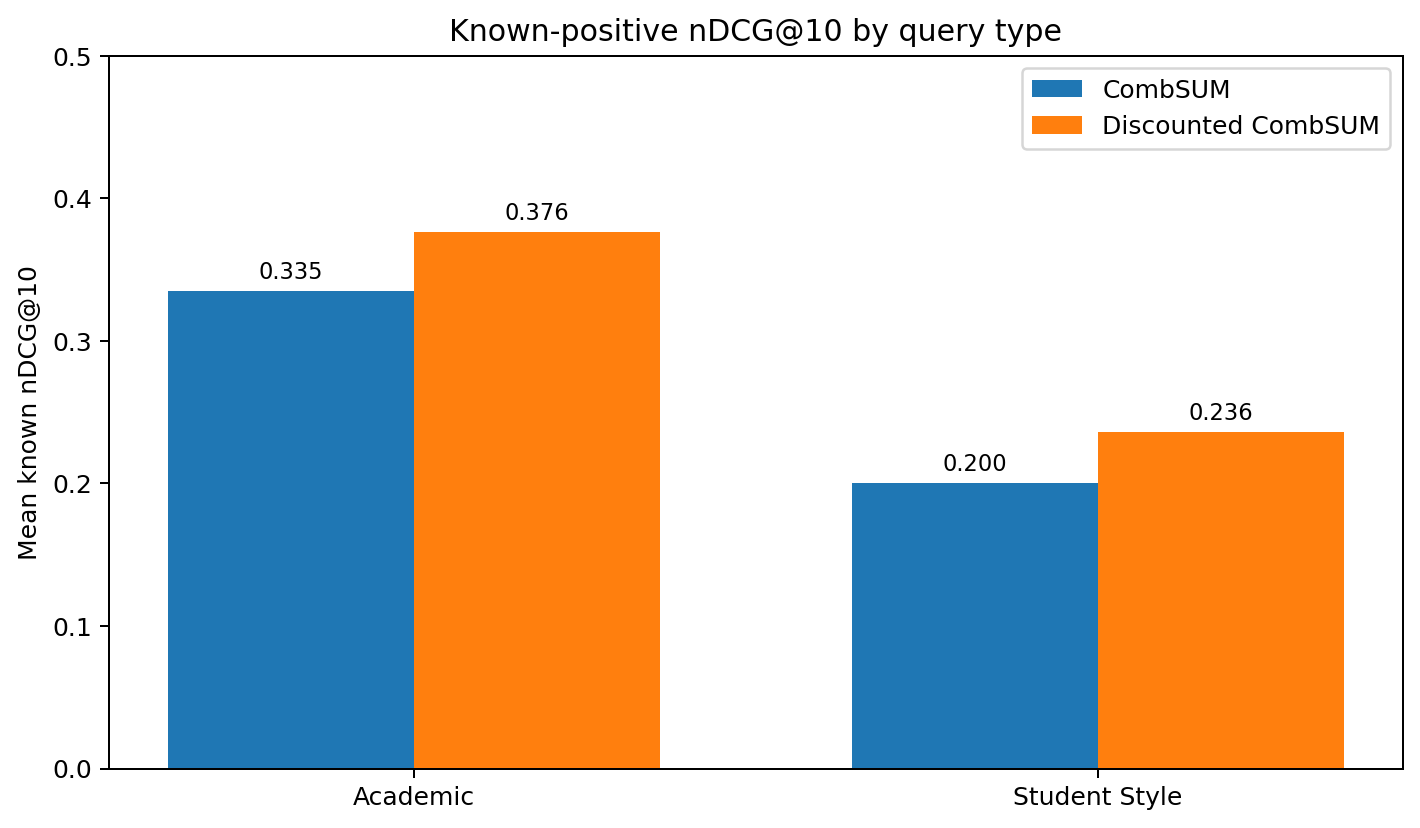 Known-positive nDCG@10 by query type
CombSUM
Discounted CombSUM
Mean known nDCG@10
0.5
0.4
0.3
0.2
0.1
0.0
0.335
0.376
0.200
0.236
Academic
Student Style